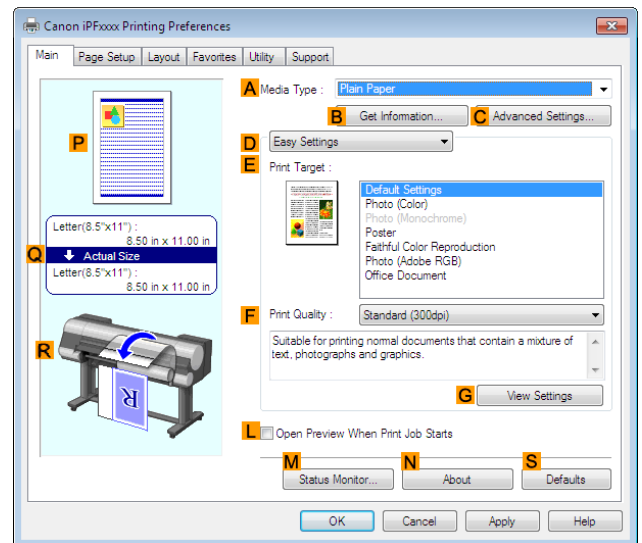 Canon iPFxxxx Printing Preferences
Main Page Setup Layout Favorites Utility Support
A Media Type : Plain Paper
B Get Information... C Advanced Settings...
P
D Easy Settings
E Print Target :
Default Settings
Photo (Color)
Photo (Monochrome)
Poster
Faithful Color Reproduction
Photo (Adobe RGB)
Office Document
Letter(8.5"x11") :
8.50 in x 11.00 in
Q Actual Size
Letter(8.5"x11") :
8.50 in x 11.00 in
F Print Quality : Standard (300dpi)
Suitable for printing normal documents that contain a mixture of
text, photographs and graphics.
R
R
G View Settings
L Open Preview When Print Job Starts
M N S
Status Monitor... About Defaults
OK Cancel Apply Help